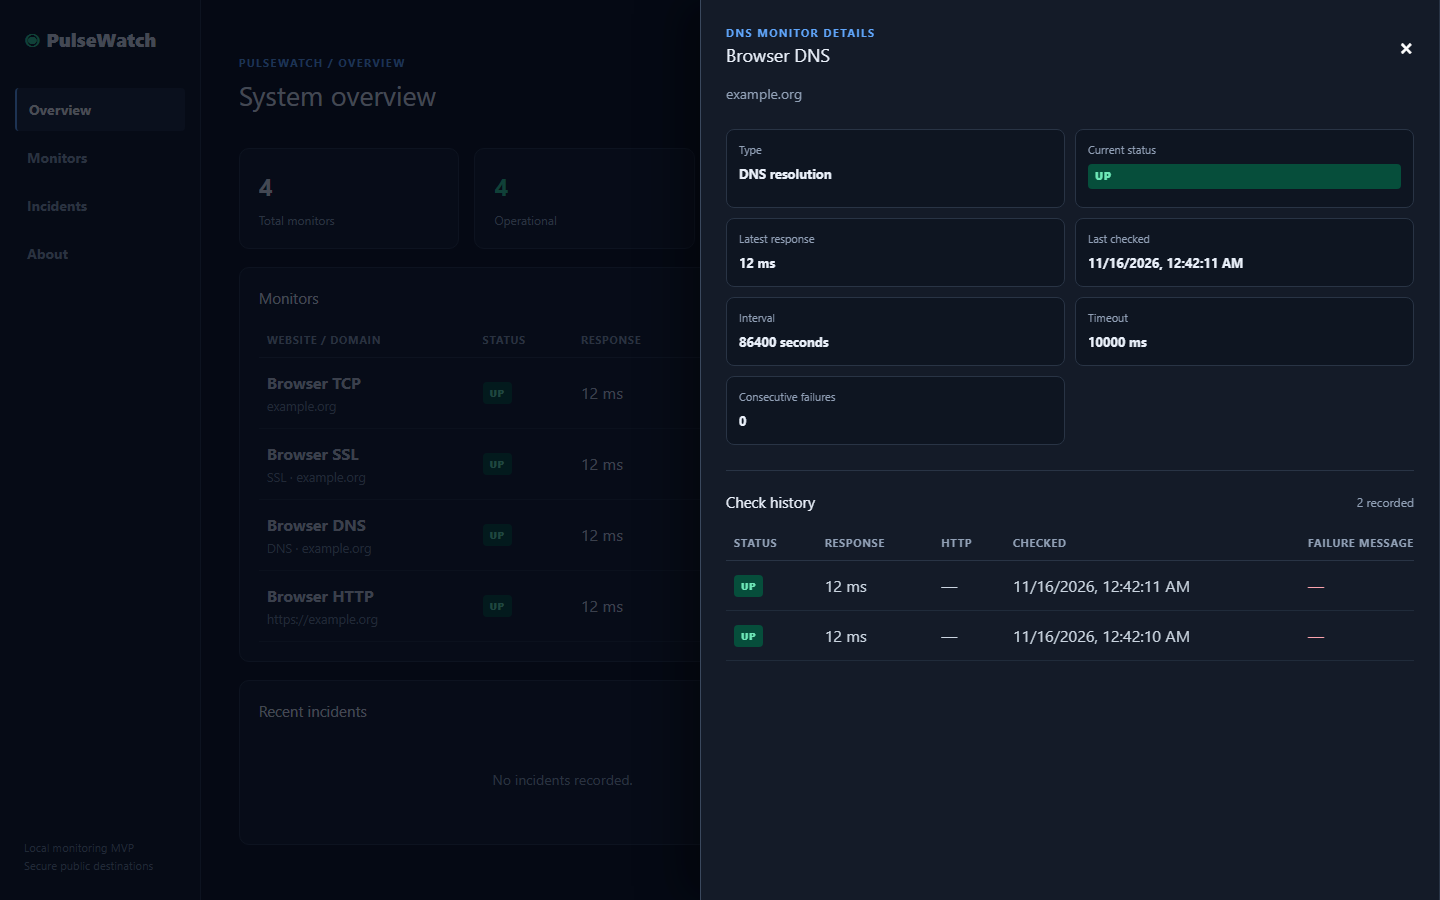 PulseWatch
Overview
Monitors
Incidents
About
Local monitoring MVP
Secure public destinations
PULSEWATCH / OVERVIEW
System overview
4
Total monitors
4
Operational
Monitors
WEBSITE / DOMAIN STATUS RESPONSE
Browser TCP
example.org
UP 12 ms
Browser SSL
SSL · example.org
UP 12 ms
Browser DNS
DNS · example.org
UP 12 ms
Browser HTTP
https://example.org
UP 12 ms
Recent incidents
No incidents recorded.
DNS MONITOR DETAILS
Browser DNS
×
example.org
Type
DNS resolution
Current status
UP
Latest response
12 ms
Last checked
11/16/2026, 12:42:11 AM
Interval
86400 seconds
Timeout
10000 ms
Consecutive failures
0
Check history 2 recorded
STATUS RESPONSE HTTP CHECKED FAILURE MESSAGE
UP 12 ms — 11/16/2026, 12:42:11 AM —
UP 12 ms — 11/16/2026, 12:42:10 AM —